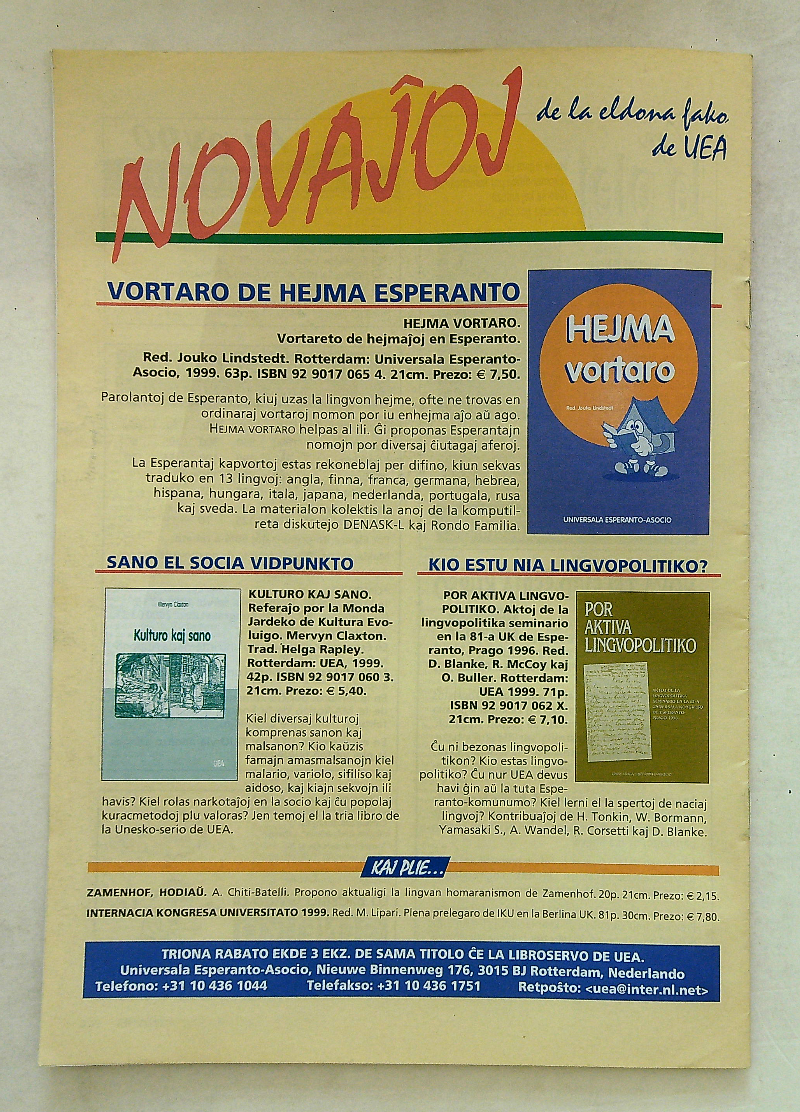 NOVAĴOJ
de la eldona fako
de UEA
VORTARO DE HEJMA ESPERANTO
HEJMA VORTARO.
Vortareto de hejmaĵoj en Esperanto.
Red. Jouko Lindstedt. Rotterdam: Universala Esperanto-
Asocio, 1999. 63p. ISBN 92 9017 065 4. 21cm. Prezo: € 7,50.
Parolantoj de Esperanto, kiuj uzas la lingvon hejme, ofte ne trovas en
ordinaraj vortaroj nomon por iu enhejma aĵo aŭ ago.
HEJMA VORTARO helpas al ili. Ĝi proponas Esperantajn
nomojn por diversaj ĉiutagaj aferoj.
La Esperantaj kapvortoj estas rekoneblaj per difino, kiun sekvas
traduko en 13 lingvoj: angla, finna, franca, germana, hebrea,
hispana, hungara, itala, japana, nederlanda, portugala, rusa
kaj sveda. La materialon kolektis la anoj de la komputil-
reta diskutejo DENASK-L kaj Rondo Familia.
HEJMA
vortaro
Red. Jouko Lindstedt
UNIVERSALA ESPERANTO-ASOCIO
SANO EL SOCIA VIDPUNKTO
Mervyn Claxton
Kulturo kaj sano
UEA
KULTURO KAJ SANO.
Referaĵo por la Monda
Jardeko de Kultura Evo-
luigo. Mervyn Claxton.
Trad. Helga Rapley.
Rotterdam: UEA, 1999.
42p. ISBN 92 9017 060 3.
21cm. Prezo: € 5,40.
Kiel diversaj kulturoj
komprenas sanon kaj
malsanon? Kio kaŭzis
famajn amasmalsanojn kiel
malario, variolo, sifiliso kaj
aidoso, kaj kiajn sekvojn ili
havis? Kiel rolas narkotaĵoj en la socio kaj ĉu popolaj
kuracmetodoj plu valoras? Jen temoj el la tria libro de
la Unesko-serio de UEA.
KIO ESTU NIA LINGVOPOLITIKO?
POR AKTIVA LINGVO-
POLITIKO. Aktoj de la
lingvopolitika seminario
en la 81-a UK de Espe-
ranto, Prago 1996. Red.
D. Blanke, R. McCoy kaj
O. Buller. Rotterdam:
UEA 1999. 71p.
ISBN 92 9017 062 X.
21cm. Prezo: € 7,10.
Ĉu ni bezonas lingvopoli-
tikon? Kio estas lingvo-
politiko? Ĉu nur UEA devus
havi ĝin aŭ la tuta Espe-
ranto-komunumo? Kiel lerni el la spertoj de naciaj
lingvoj? Kontribuaĵoj de H. Tonkin, W. Bormann,
Yamasaki S., A. Wandel, R. Corsetti kaj D. Blanke.
POR
AKTIVA
LINGVOPOLITIKO
KAJ PLIE...
ZAMENHOF, HODIAŬ. A. Chiti-Batelli. Propono aktualigi la lingvan homaranismon de Zamenhof. 20p. 21cm. Prezo: € 2,15.
INTERNACIA KONGRESA UNIVERSITATO 1999. Red. M. Lipari. Plena prelegaro de IKU en la Berlina UK. 81p. 30cm. Prezo: € 7,80.
TRIONA RABATO EKDE 3 EKZ. DE SAMA TITOLO ĈE LA LIBROSERVO DE UEA.
Universala Esperanto-Asocio, Nieuwe Binnenweg 176, 3015 BJ Rotterdam, Nederlando
Telefono: +31 10 436 1044 Telefakso: +31 10 436 1751 Retpoŝto: <uea@inter.nl.net>